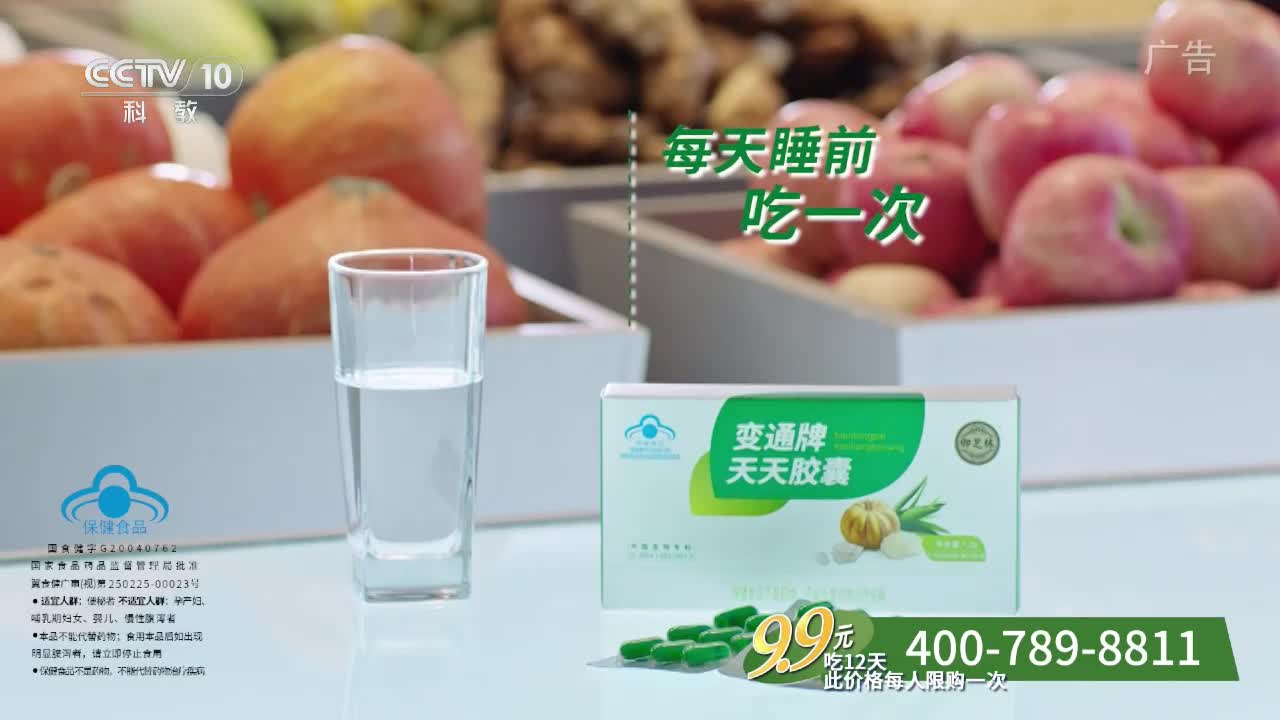 CCTV 10
科 教
广告
每天睡前
吃一次
变通牌
天天胶囊
御芝林
保健食品
国食健字G20040762
国家食品药品监督管理局批准
冀食健广审(视)第250225-00023号
●适宜人群：便秘者 不适宜人群：孕产妇、
哺乳期妇女、婴儿、慢性腹泻者
●本品不能代替药物；食用本品后如出现
明显腹泻者，请立即停止食用
●保健食品不是药物，不能代替药物治疗疾病
9.9元
吃12天
此价格每人限购一次
400-789-8811